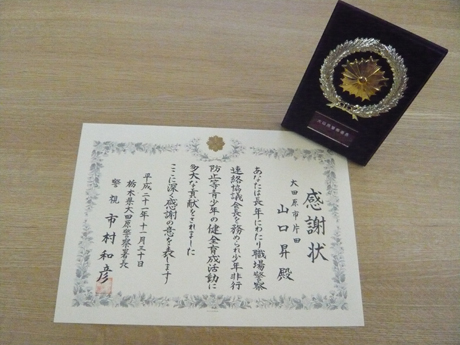 感謝状
大田原市片田
山口昇殿
あなたは長年にわたり職場警察
連絡協議会長を務められ少年非行
防止等青少年の健全育成活動に
多大な貢献をされました
ここに深く感謝の意を表します
平成二十一年十一月三十日
栃木県大田原警察署長
警視 市村和彦